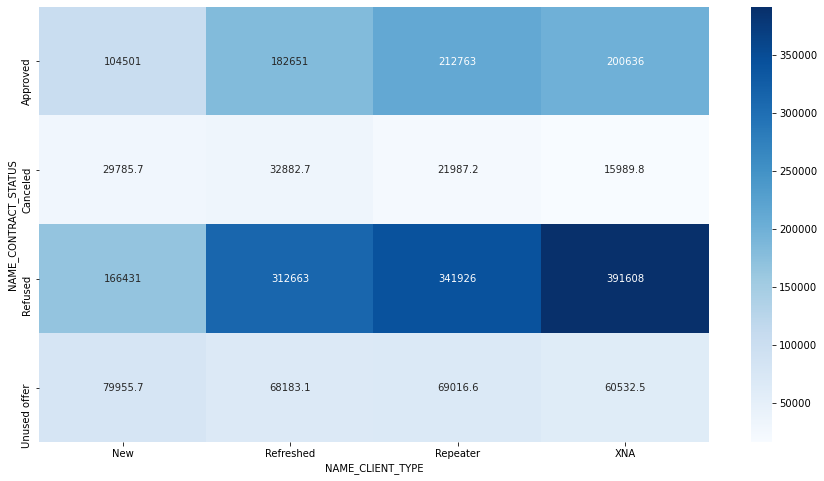 NAME_CONTRACT_STATUS
Approved 104501 182651 212763 200636
Canceled 29785.7 32882.7 21987.2 15989.8
Refused 166431 312663 341926 391608
Unused offer 79955.7 68183.1 69016.6 60532.5
New Refreshed Repeater XNA
NAME_CLIENT_TYPE
350000
300000
250000
200000
150000
100000
50000